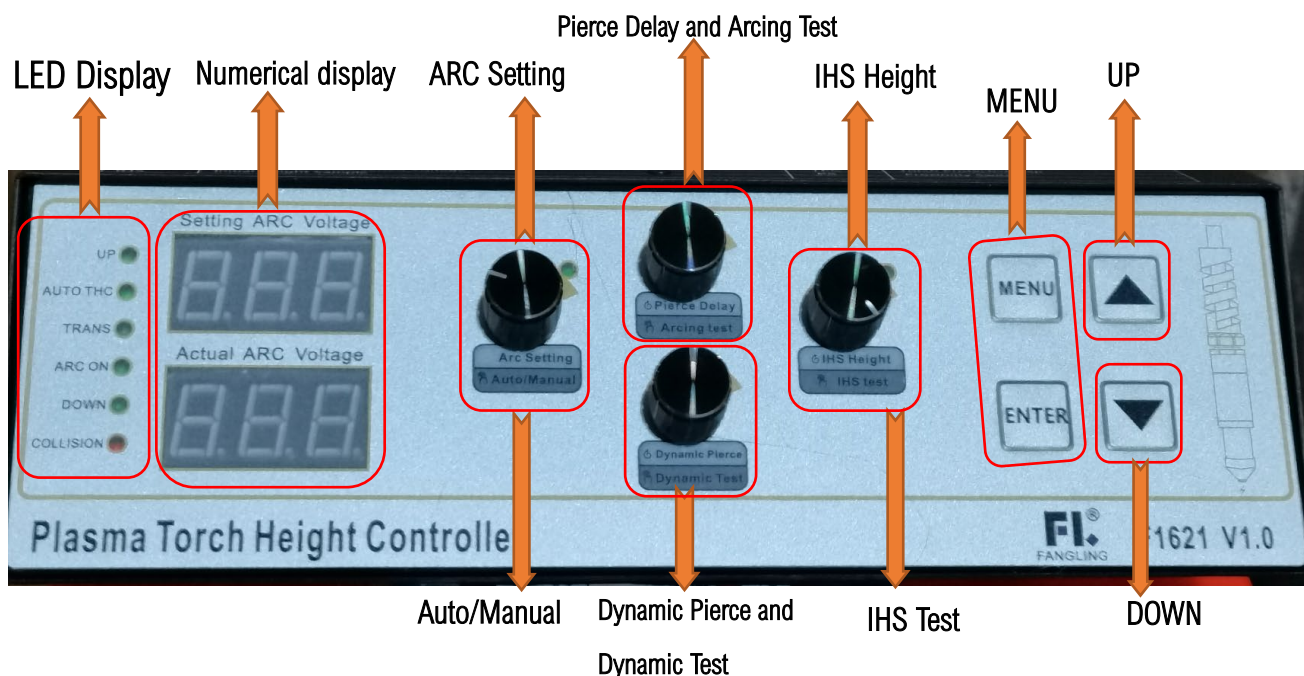 Pierce Delay and Arcing Test
LED Display
Numerical display
ARC Setting
IHS Height
MENU
UP
Setting ARC Voltage
UP
AUTO THC
TRANS
ARC ON
DOWN
COLLISION
Actual ARC Voltage
Arc Setting
Auto/Manual
Pierce Delay
Arcing test
Dynamic Pierce
Dynamic Test
IHS Height
IHS test
MENU
ENTER
Plasma Torch Height Controlle
FL®
FANGLING
F1621 V1.0
Auto/Manual
Dynamic Pierce and
Dynamic Test
IHS Test
DOWN